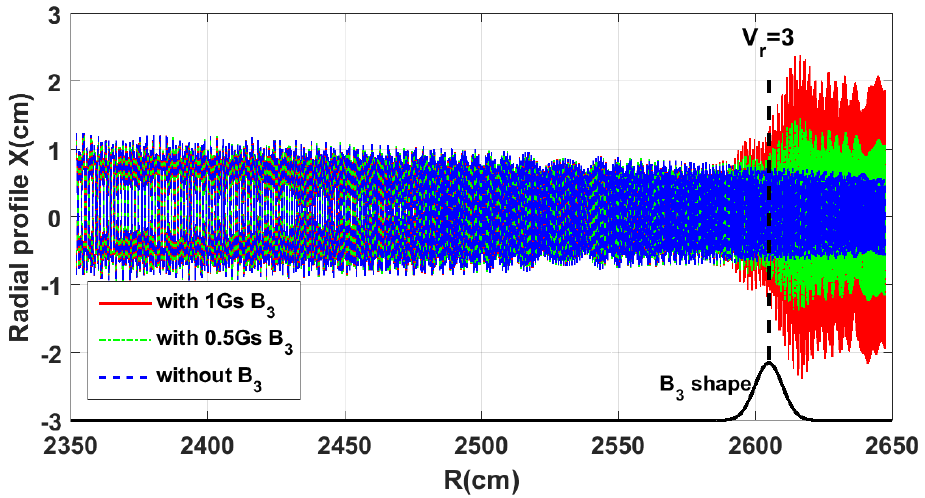 3
2
1
0
-1
-2
-3
Radial profile X(cm)
V_r=3
with 1Gs B_3
with 0.5Gs B_3
without B_3
B_3 shape
2350 2400 2450 2500 2550 2600 2650
R(cm)